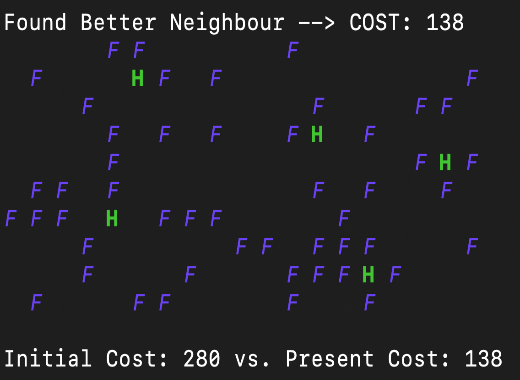 Found Better Neighbour --> COST: 138
        F F           F
  F       H F   F                   F
      F                 F       F F
        F   F   F     F H   F
        F                       F H F
  F F   F               F   F     F
F F F   H   F F F         F
      F           F F   F F F       F
      F       F       F F F H F
  F       F F         F     F
Initial Cost: 280 vs. Present Cost: 138